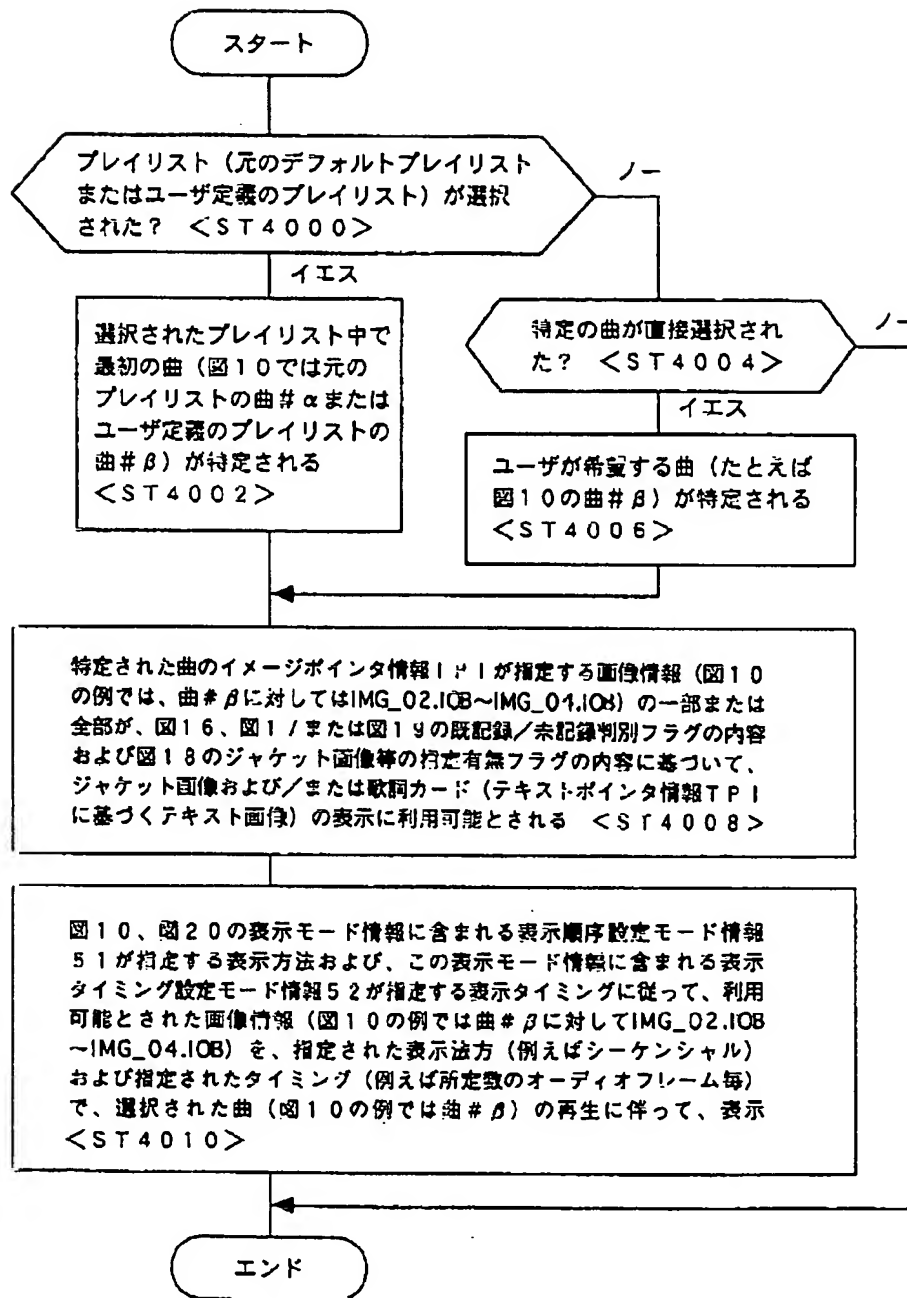 スタート
プレイリスト（元のデフォルトプレイリスト
またはユーザ定義のプレイリスト）が選択
された？ ＜ＳＴ４０００＞
ノー
イエス
選択されたプレイリスト中で
最初の曲（図１０では元の
プレイリストの曲＃αまたは
ユーザ定義のプレイリストの
曲＃β）が特定される
＜ＳＴ４００２＞
特定の曲が直接選択され
た？ ＜ＳＴ４００４＞
ノー
イエス
ユーザが希望する曲（たとえば
図１０の曲＃β）が特定される
＜ＳＴ４００６＞
特定された曲のイメージポインタ情報ＩＰＩが指定する画像情報（図１０
の例では、曲＃βに対してはIMG_02.IOB～IMG_04.IOB）の一部または
全部が、図１６、図１７または図１９の既記録／未記録判別フラグの内容
および図１８のジャケット画像等の指定有無フラグの内容に基づいて、
ジャケット画像および／または歌詞カード（テキストポインタ情報ＴＰＩ
に基づくテキスト画像）の表示に利用可能とされる ＜ＳＴ４００８＞
図１０、図２０の表示モード情報に含まれる表示順序設定モード情報
５１が指定する表示方法および、この表示モード情報に含まれる表示
タイミング設定モード情報５２が指定する表示タイミングに従って、利用
可能とされた画像情報（図１０の例では曲＃βに対してIMG_02.IOB
～IMG_04.IOB）を、指定された表示法方（例えばシーケンシャル）
および指定されたタイミング（例えば所定数のオーディオフレーム毎）
で、選択された曲（図１０の例では曲＃β）の再生に伴って、表示
＜ＳＴ４０１０＞
エンド